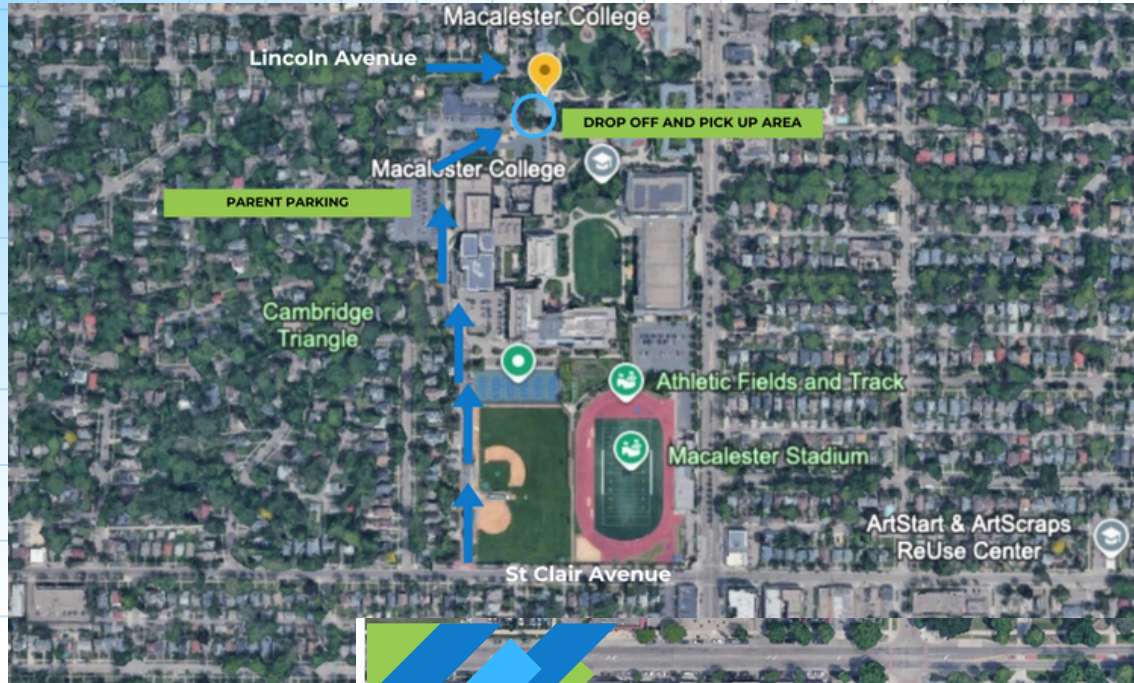 Macalester College
Lincoln Avenue
DROP OFF AND PICK UP AREA
Macalester College
PARENT PARKING
Cambridge
Triangle
Athletic Fields and Track
Macalester Stadium
ArtStart & ArtScraps
ReUse Center
St Clair Avenue